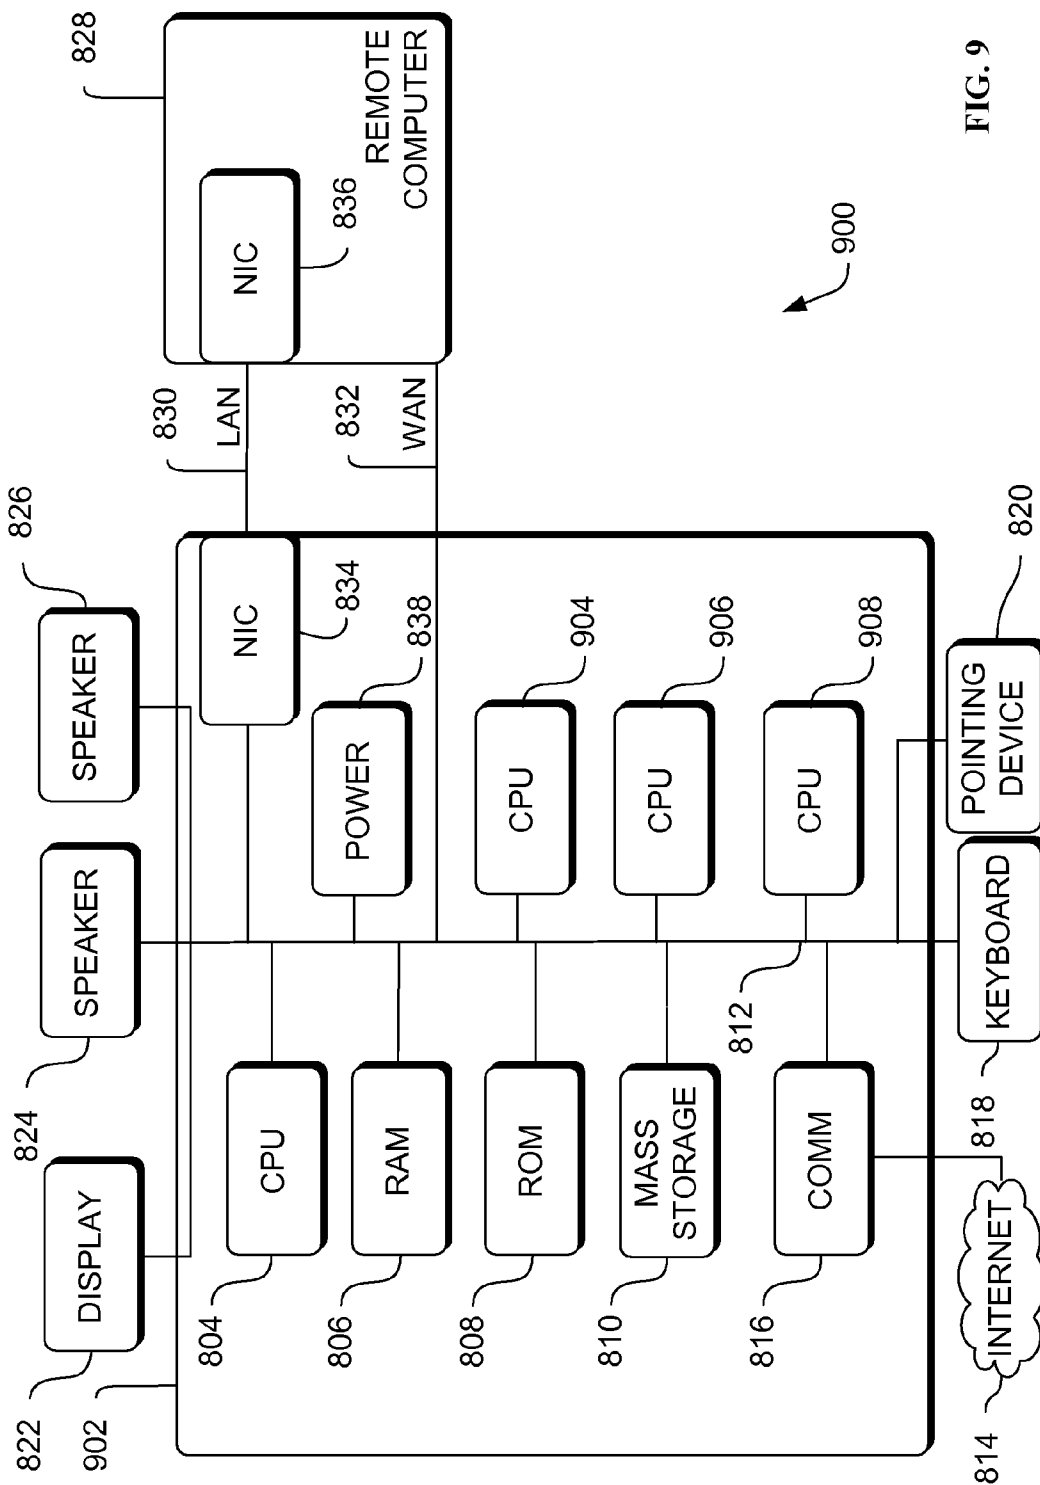 822
DISPLAY
824
SPEAKER
826
SPEAKER
902
828
REMOTE
COMPUTER
NIC
836
830
LAN
832
WAN
NIC
834
POWER
838
804
CPU
806
RAM
808
ROM
810
MASS
STORAGE
816
COMM
812
CPU
904
CPU
906
CPU
908
814
INTERNET
818
KEYBOARD
POINTING
DEVICE
820
900
FIG. 9